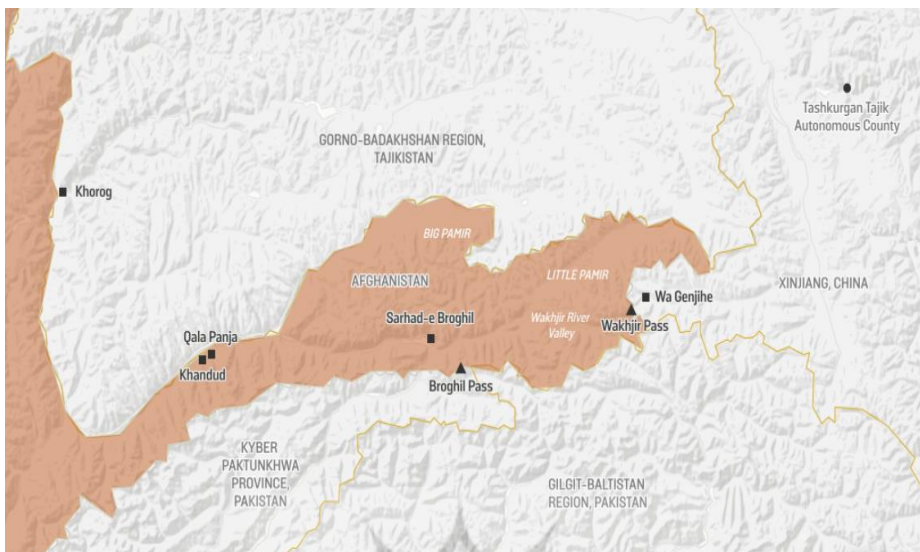 Tashkurgan Tajik
Autonomous County
GORNO-BADAKHSHAN REGION,
TAJIKISTAN
Khorog
BIG PAMIR
AFGHANISTAN
LITTLE PAMIR
XINJIANG, CHINA
Wa Genjihe
Sarhad-e Broghil
Wakhjir River
Valley
Wakhjir Pass
Qala Panja
Khandud
Broghil Pass
KYBER
PAKTUNKHWA
PROVINCE,
PAKISTAN
GILGIT-BALTISTAN
REGION, PAKISTAN